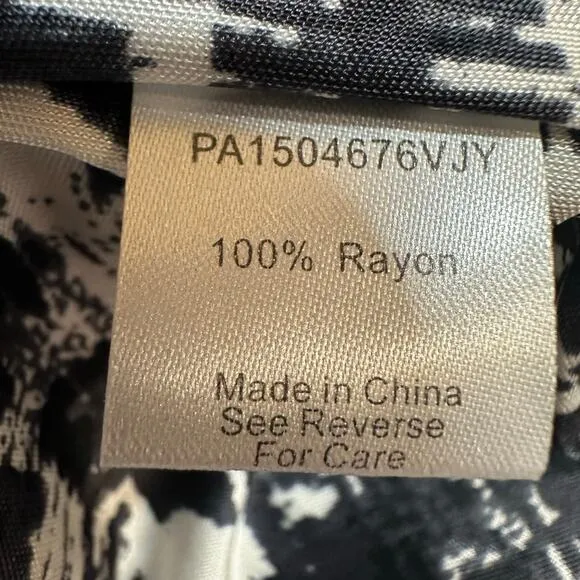 PA1504676VJY
100% Rayon
Made in China
See Reverse
For Care